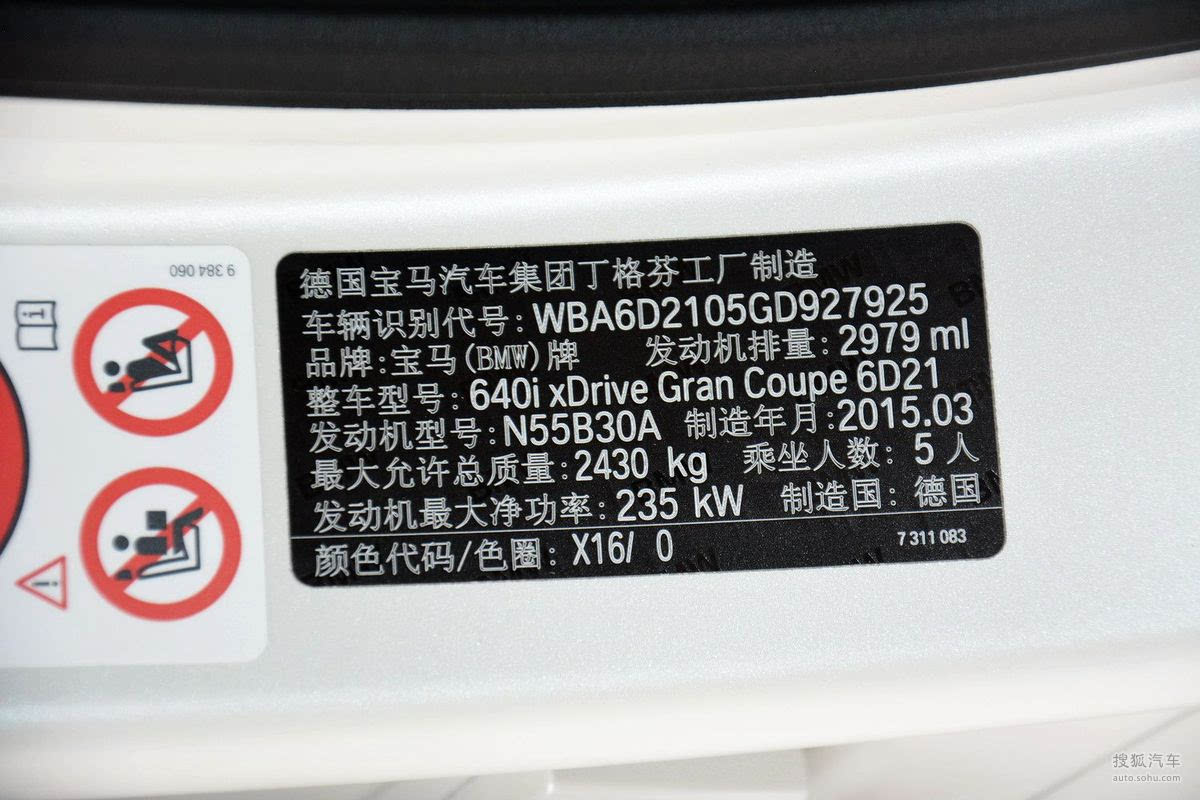 9 384 060
德国宝马汽车集团丁格芬工厂制造
车辆识别代号:WBA6D2105GD927925
品牌:宝马(BMW)牌 发动机排量:2979 ml
整车型号:640i xDrive Gran Coupe 6D21
发动机型号:N55B30A 制造年月:2015.03
最大允许总质量:2430 kg 乘坐人数: 5 人
发动机最大净功率:235 kW 制造国: 德国
颜色代码/色圈: X16/ 0 7 311 083
搜狐汽车
auto.sohu.com